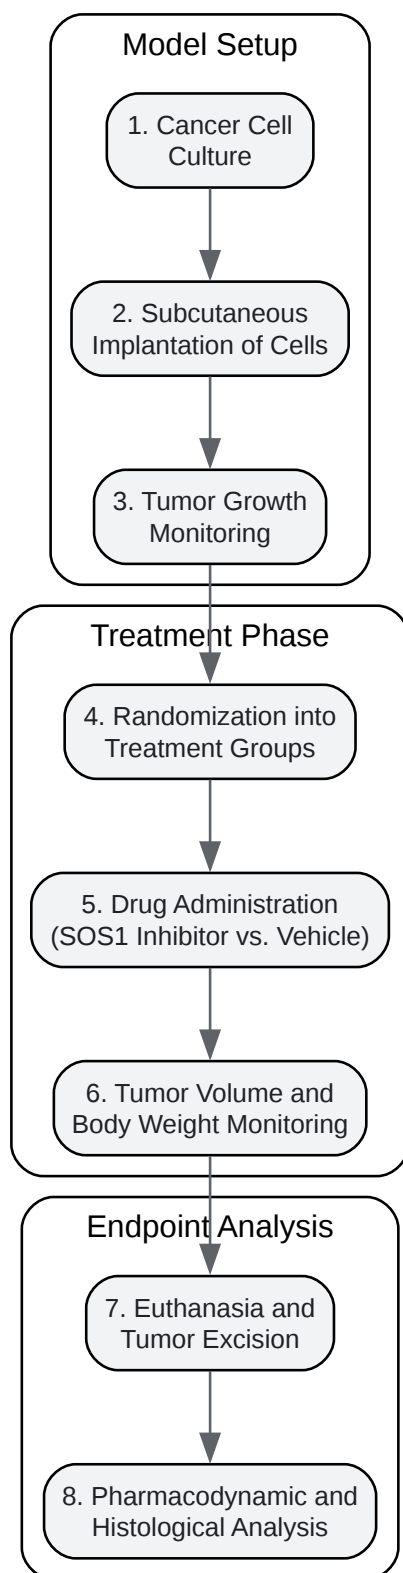 Model Setup
1. Cancer Cell
Culture
2. Subcutaneous
Implantation of Cells
3. Tumor Growth
Monitoring
Treatment Phase
4. Randomization into
Treatment Groups
5. Drug Administration
(SOS1 Inhibitor vs. Vehicle)
6. Tumor Volume and
Body Weight Monitoring
Endpoint Analysis
7. Euthanasia and
Tumor Excision
8. Pharmacodynamic and
Histological Analysis